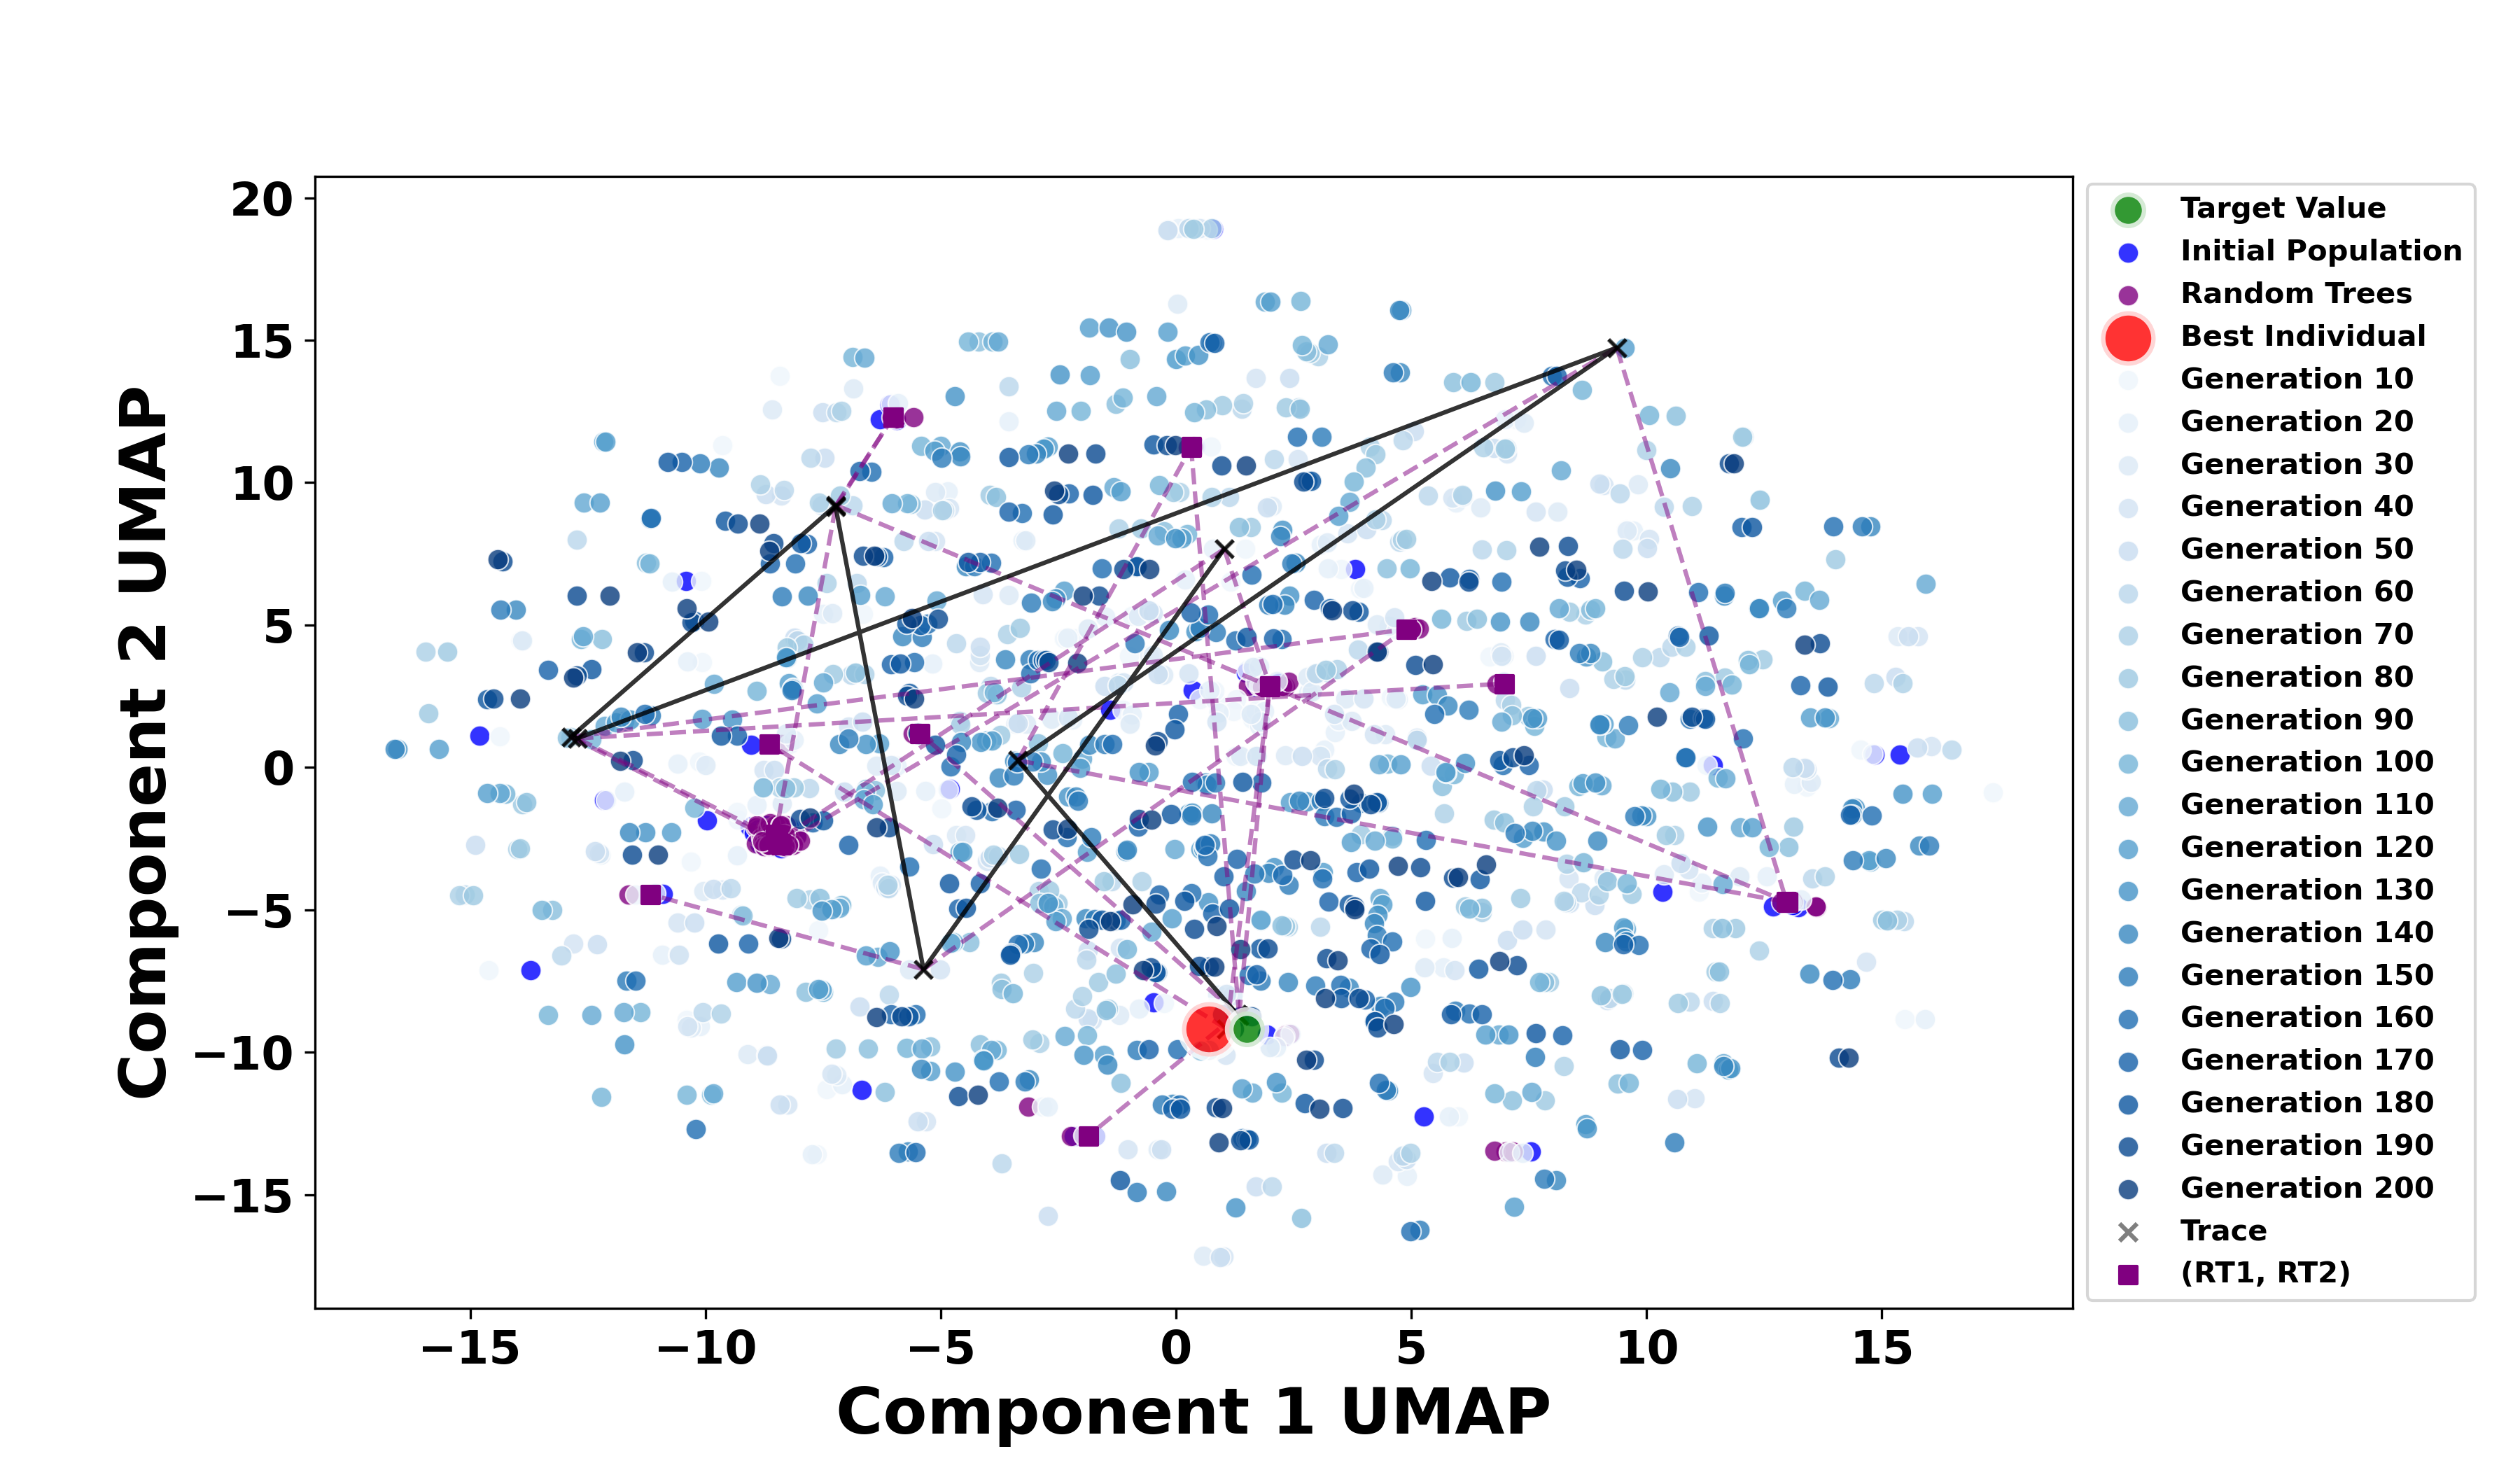 20
15
10
5
0
−5
−10
−15
Component 2 UMAP
−15
−10
−5
0
5
10
15
Component 1 UMAP
Target Value
Initial Population
Random Trees
Best Individual
Generation 10
Generation 20
Generation 30
Generation 40
Generation 50
Generation 60
Generation 70
Generation 80
Generation 90
Generation 100
Generation 110
Generation 120
Generation 130
Generation 140
Generation 150
Generation 160
Generation 170
Generation 180
Generation 190
Generation 200
Trace
(RT1, RT2)